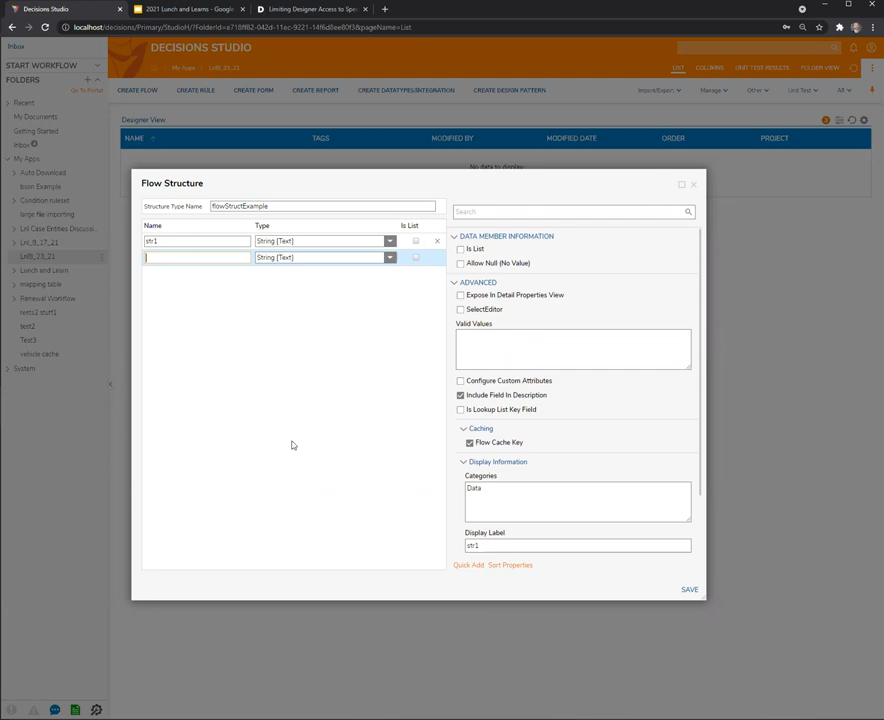 Decisions Studio
2021 Lunch and Learns - Google
Limiting Designer Access to Spe
localhost/decisions/Primary/StudioH/?FolderId=e718ff82-042d-11ec-9221-14f6d8ee80f3&pageName=List
Inbox
DECISIONS STUDIO
START WORKFLOW
FOLDERS
Go To Portal
My Apps
LIST
COLUMNS
UNIT TEST RESULTS
FOLDER VIEW
CREATE FLOW
CREATE RULE
CREATE FORM
CREATE REPORT
CREATE DATATYPES/INTEGRATION
CREATE DESIGN PATTERN
Import/Export
Manage
Other
Unit Test
All
Recent
My Documents
Getting Started
Inbox
My Apps
Auto Download
bson Example
Condition ruleset
large file importing
Lnl Case Entities Discussi...
Lnl_8_17_21
Lnl8_23_21
Lunch and Learn
mapping table
Renewal Workflow
rests2 stuff1
test2
Test3
vehicle cache
System
Designer View
3
NAME
TAGS
MODIFIED BY
MODIFIED DATE
ORDER
PROJECT
No data to display
Flow Structure
Structure Type Name
flowStructExample
Name
Type
Is List
str1
String [Text]
String [Text]
Search
DATA MEMBER INFORMATION
Is List
Allow Null (No Value)
ADVANCED
Expose In Detail Properties View
SelectEditor
Valid Values
Configure Custom Attributes
Include Field In Description
Is Lookup List Key Field
Caching
Flow Cache Key
Display Information
Categories
Data
Display Label
str1
Quick Add
Sort Properties
SAVE